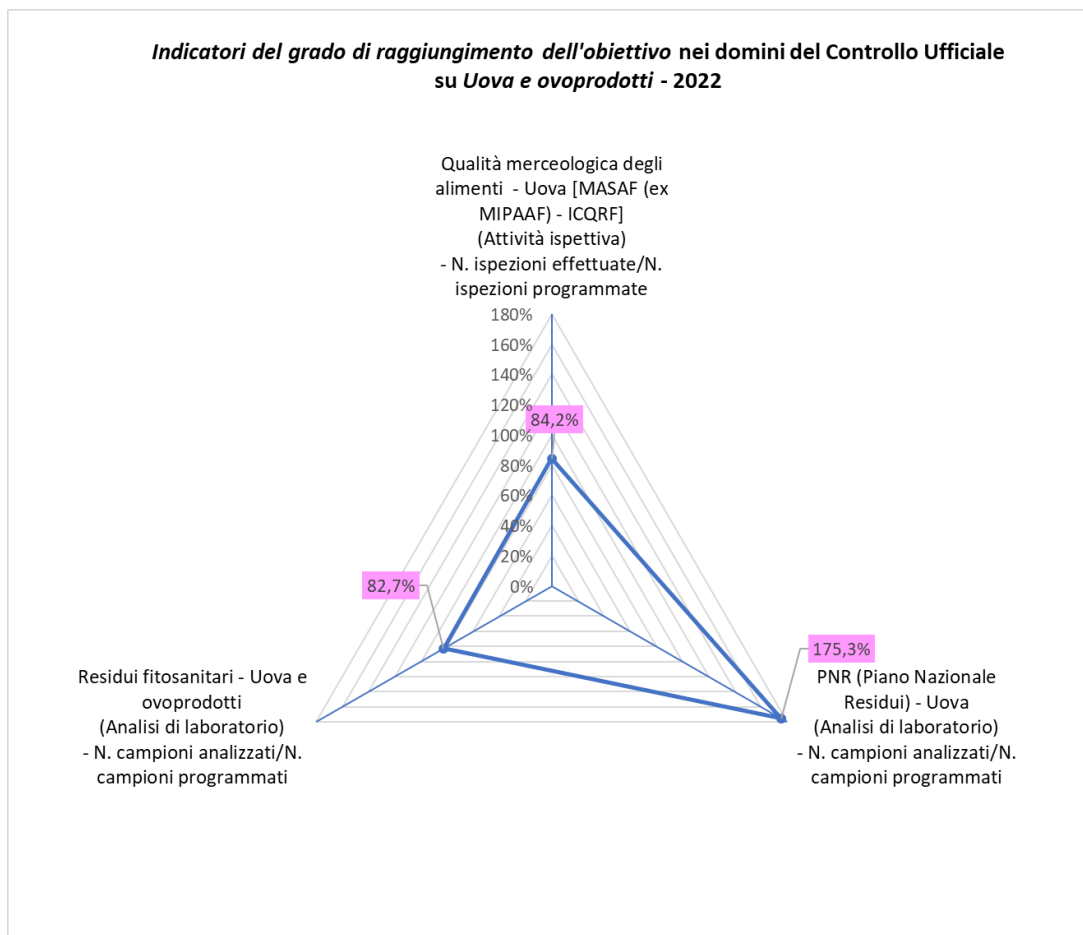 Indicatori del grado di raggiungimento dell'obiettivo nei domini del Controllo Ufficiale
su Uova e ovoprodotti - 2022
Qualità merceologica degli
alimenti - Uova [MASAF (ex
MIPAAF) - ICQRF]
(Attività ispettiva)
- N. ispezioni effettuate/N.
ispezioni programmate
180%
160%
140%
120%
100%
80%
60%
40%
20%
0%
84,2%
82,7%
175,3%
Residui fitosanitari - Uova e
ovoprodotti
(Analisi di laboratorio)
- N. campioni analizzati/N.
campioni programmati
PNR (Piano Nazionale
Residui) - Uova
(Analisi di laboratorio)
- N. campioni analizzati/N.
campioni programmati